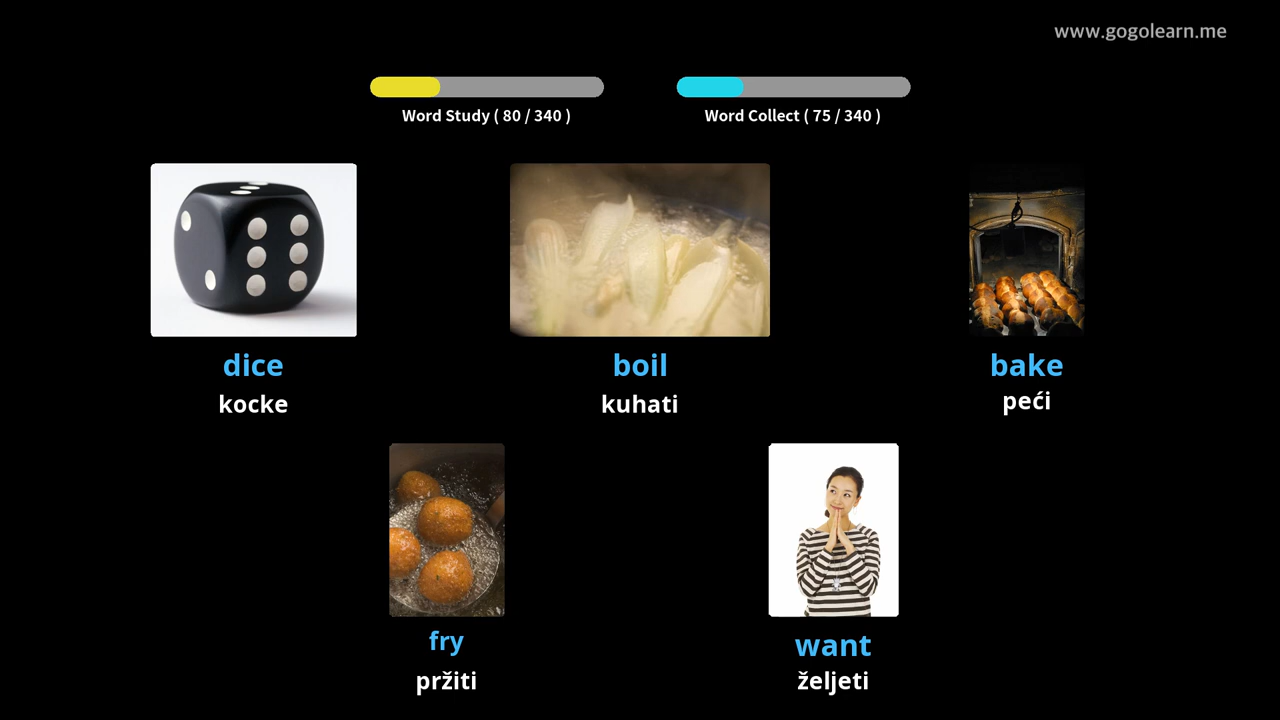 www.gogolearn.me
Word Study ( 80 / 340 )
Word Collect ( 75 / 340 )
dice
kocke
boil
kuhati
bake
peći
fry
pržiti
want
željeti